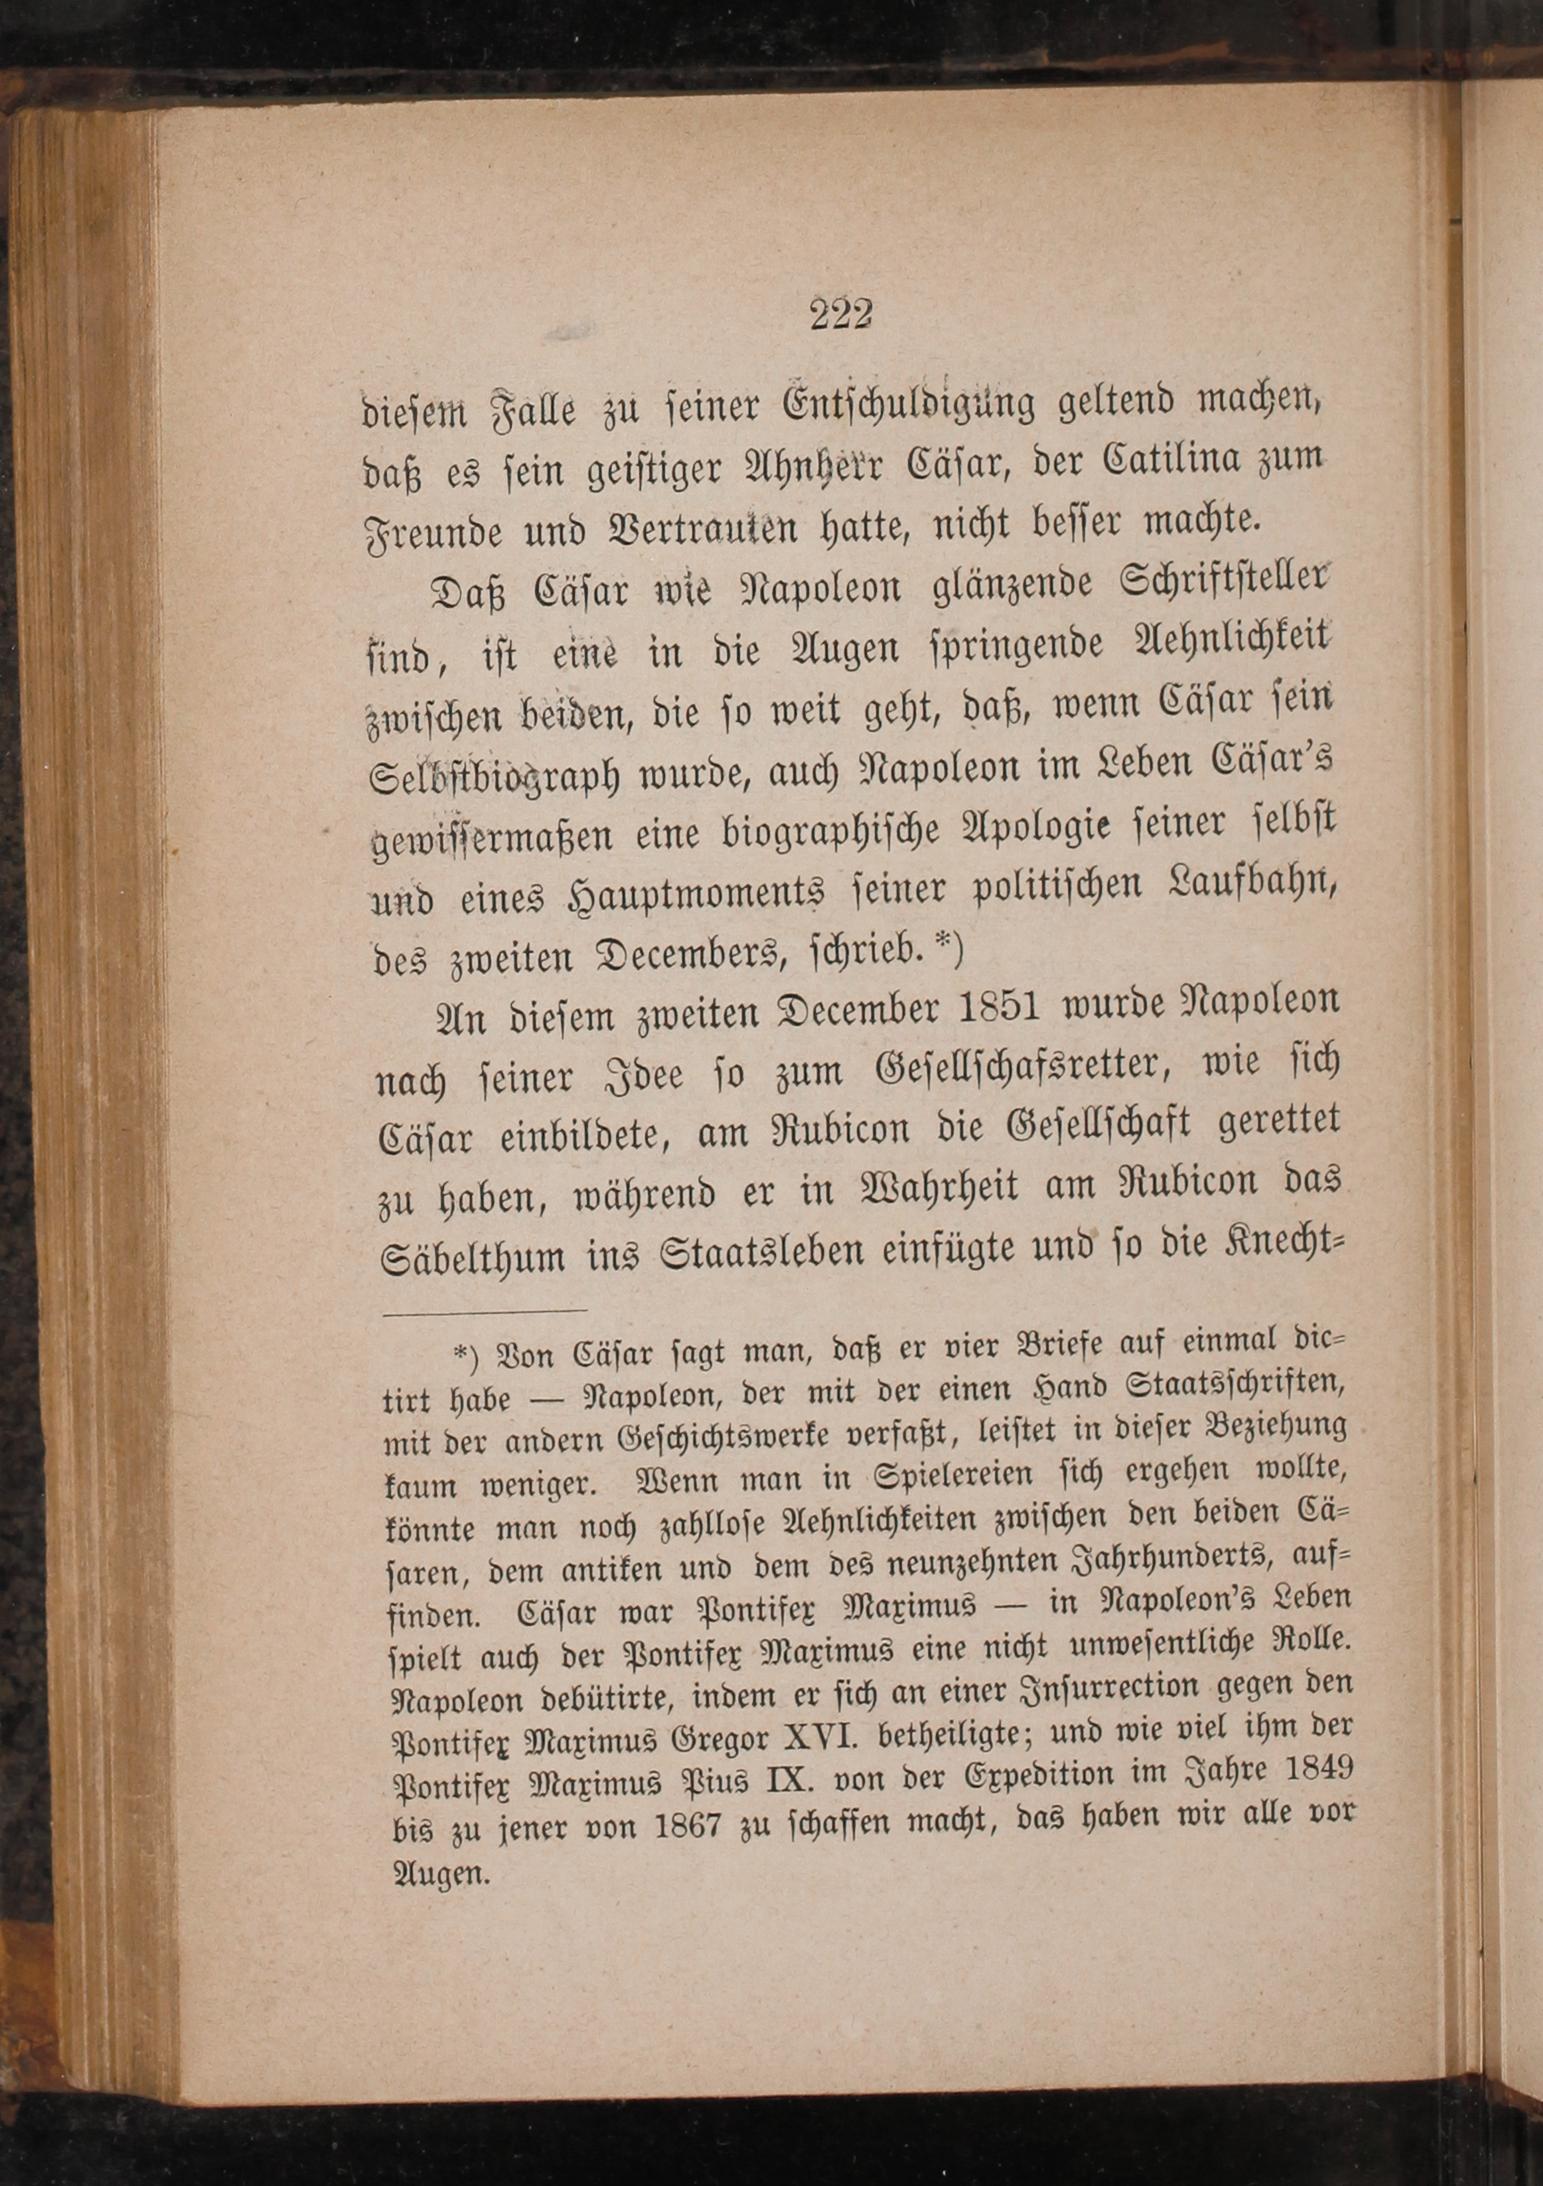 222
diesem Falle zu seiner Entschuldigung geltend machen,
daß es sein geistiger Ahnherr Cäsar, der Catilina zum
Freunde und Vertrauten hatte, nicht besser machte.
Daß Cäsar wie Napoleon glänzende Schriftsteller
sind, ist eine in die Augen springende Aehnlichkeit
zwischen beiden, die so weit geht, daß, wenn Cäsar sein
Selbstbiograph wurde, auch Napoleon im Leben Cäsar's
gewissermaßen eine biographische Apologie seiner selbst
und eines Hauptmoments seiner politischen Laufbahn,
des zweiten Decembers, schrieb. *)
An diesem zweiten December 1851 wurde Napoleon
nach seiner Idee so zum Gesellschafsretter, wie sich
Cäsar einbildete, am Rubicon die Gesellschaft gerettet
zu haben, während er in Wahrheit am Rubicon das
Säbelthum ins Staatsleben einfügte und so die Knecht-
*) Von Cäsar sagt man, daß er vier Briefe auf einmal dic-
tirt habe — Napoleon, der mit der einen Hand Staatsschriften,
mit der andern Geschichtswerke verfaßt, leistet in dieser Beziehung
kaum weniger. Wenn man in Spielereien sich ergehen wollte,
könnte man noch zahllose Aehnlichkeiten zwischen den beiden Cä-
saren, dem antiken und dem des neunzehnten Jahrhunderts, auf-
finden. Cäsar war Pontifex Maximus — in Napoleon's Leben
spielt auch der Pontifex Maximus eine nicht unwesentliche Rolle.
Napoleon debütirte, indem er sich an einer Insurrection gegen den
Pontifex Maximus Gregor XVI. betheiligte; und wie viel ihm der
Pontifex Maximus Pius IX. von der Expedition im Jahre 1849
bis zu jener von 1867 zu schaffen macht, das haben wir alle vor
Augen.